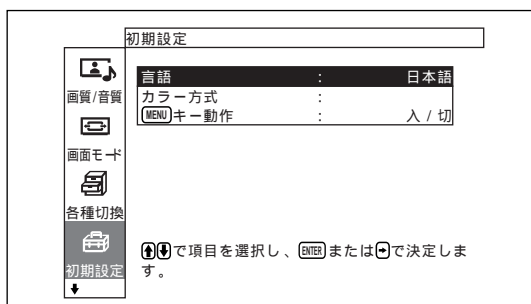 初期設定
画質/音質
画面モード
各種切換
初期設定
言語 : 日本語
カラー方式 :
MENUキー動作 : 入 / 切
で項目を選択し、ENTERまたはで決定しま
す。